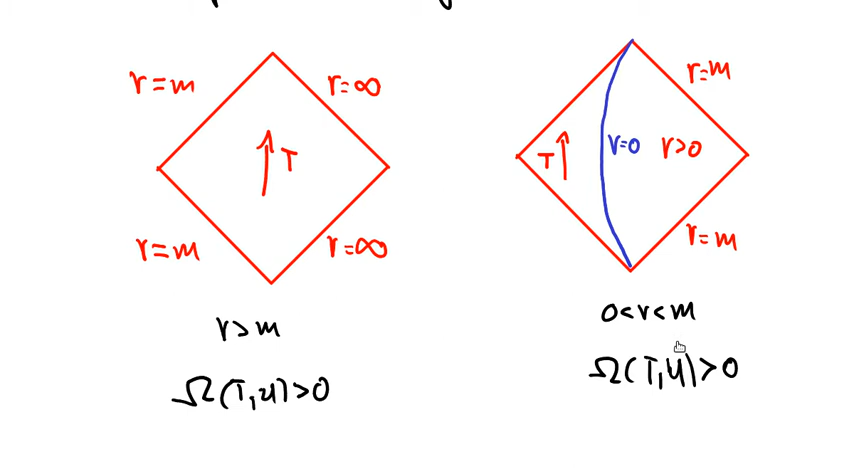 r=m
r=∞
T
r=m
r=∞
r>m
Ω(T,u)>0
r=m
T
r=0
r>0
r=m
0<r<m
Ω(T,u)>0